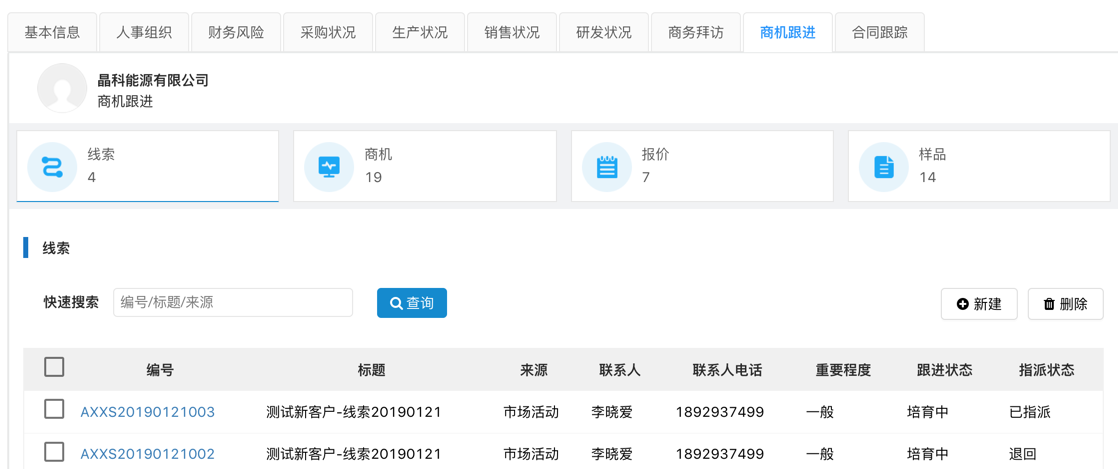 基本信息 人事组织 财务风险 采购状况 生产状况 销售状况 研发状况 商务拜访 商机跟进 合同跟踪
晶科能源有限公司
商机跟进
线索 商机 报价 样品
4 19 7 14
线索
快速搜索 编号/标题/来源 查询 新建 删除
编号 标题 来源 联系人 联系人电话 重要程度 跟进状态 指派状态
AXXS20190121003 测试新客户-线索20190121 市场活动 李晓爱 1892937499 一般 培育中 已指派
AXXS20190121002 测试新客户-线索20190121 市场活动 李晓爱 1892937499 一般 培育中 退回